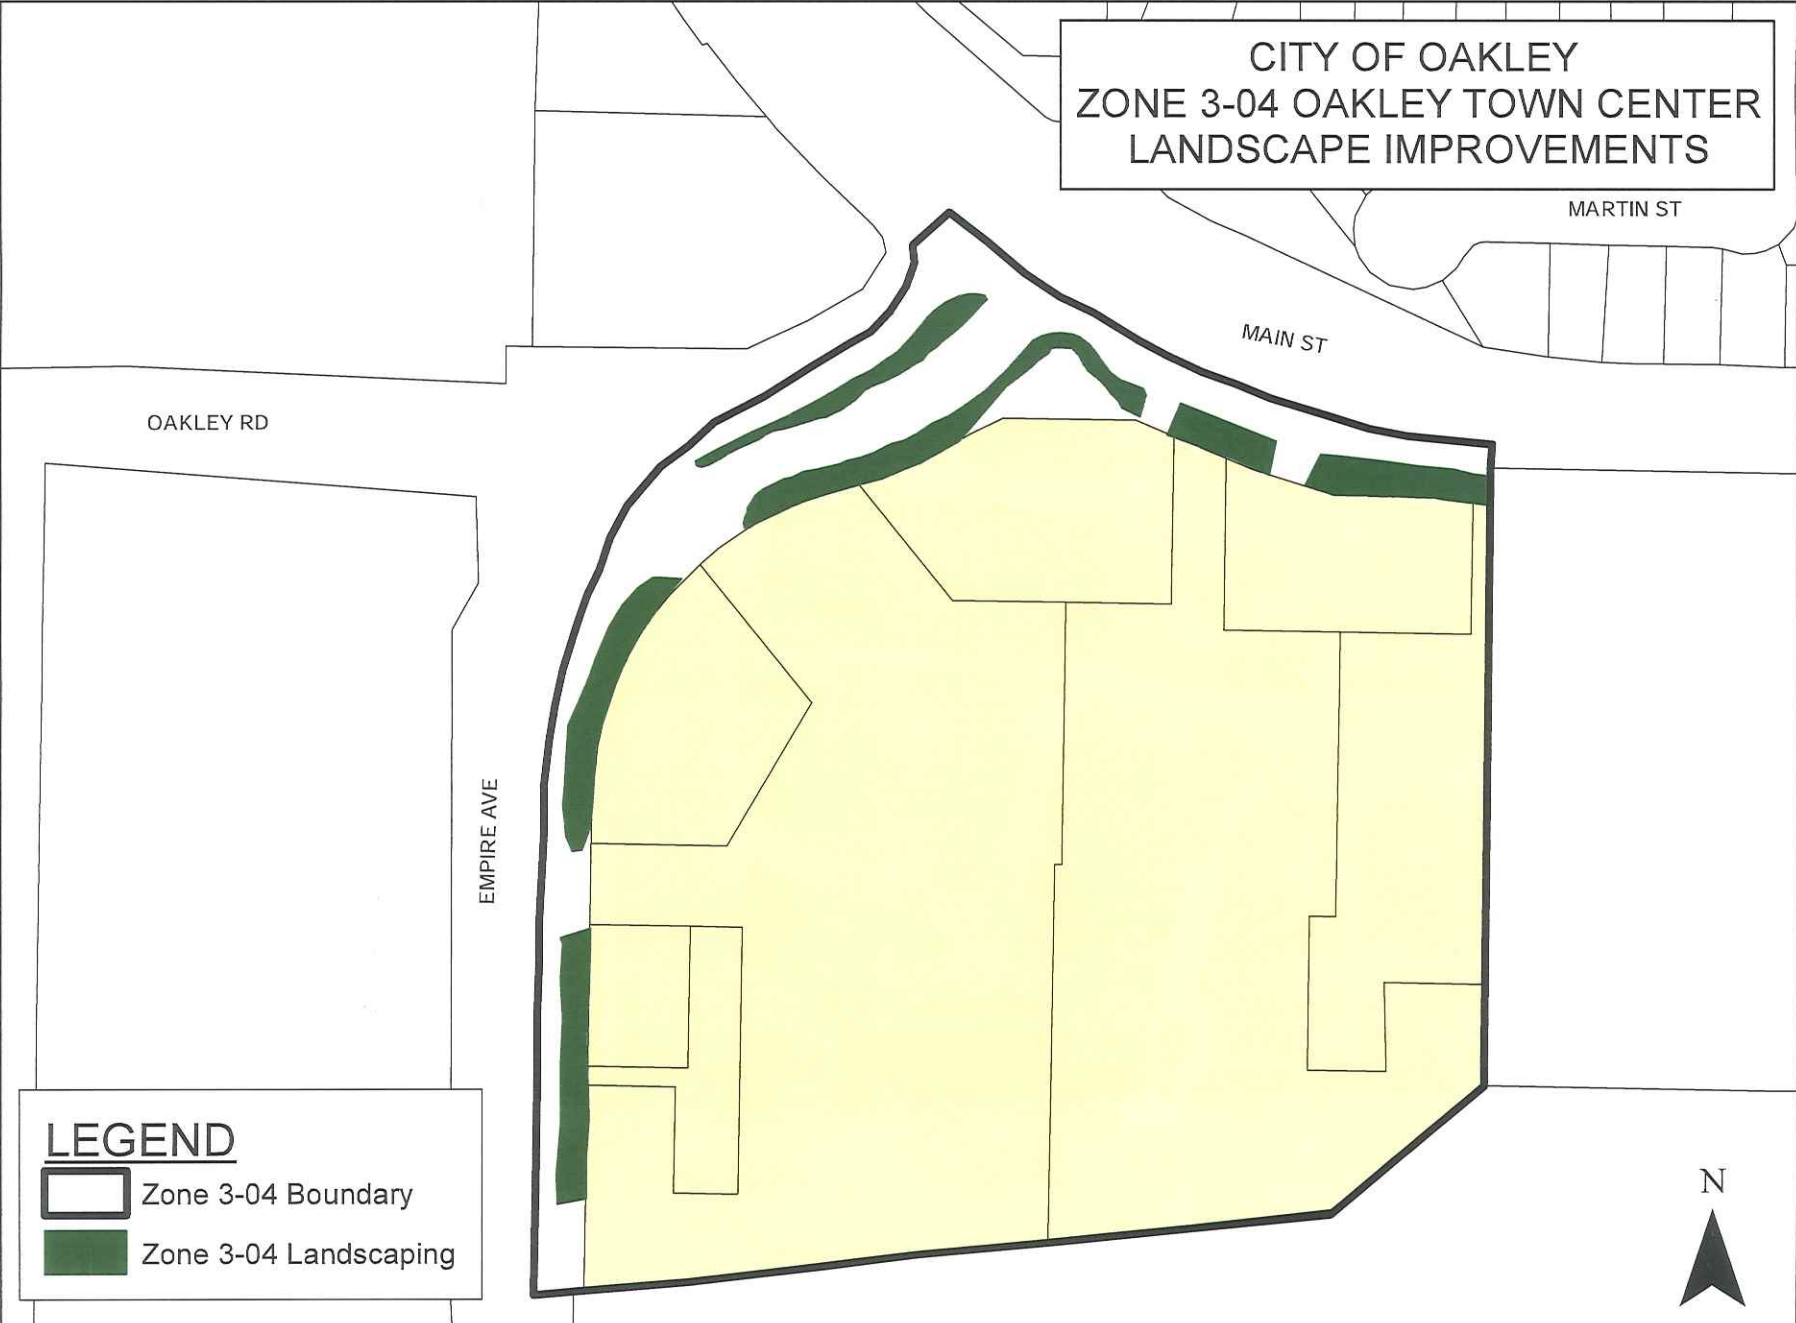 CITY OF OAKLEY
ZONE 3-04 OAKLEY TOWN CENTER
LANDSCAPE IMPROVEMENTS
MARTIN ST
MAIN ST
OAKLEY RD
EMPIRE AVE
LEGEND
Zone 3-04 Boundary
Zone 3-04 Landscaping
N